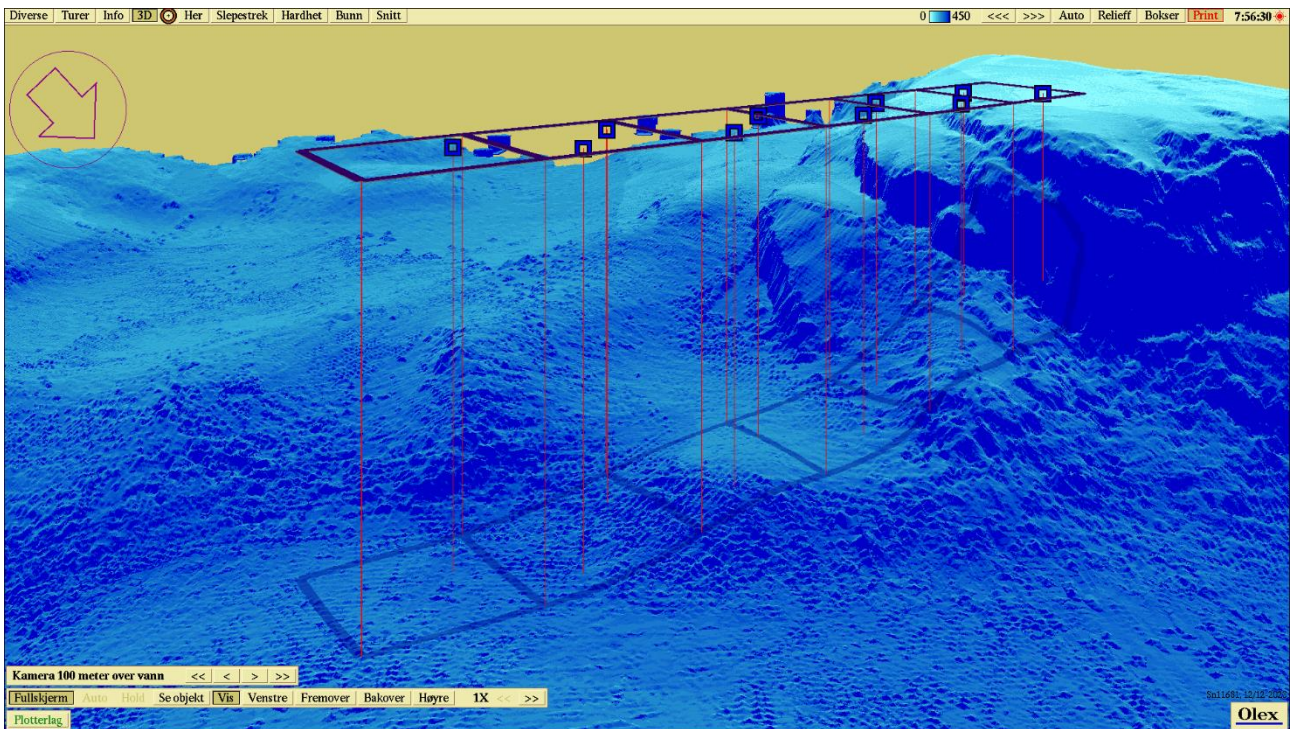 Diverse Turer Info 3D Her Slepestrek Hardhet Bunn Snitt 0 450 <<< >>> Auto Relieff Bokser Print 7:56:30
Kamera 100 meter over vann << < > >>
Fullskjerm Auto Hold Se objekt Vis Venstre Fremover Bakover Høyre 1X << >>
Plotterlag
Olex